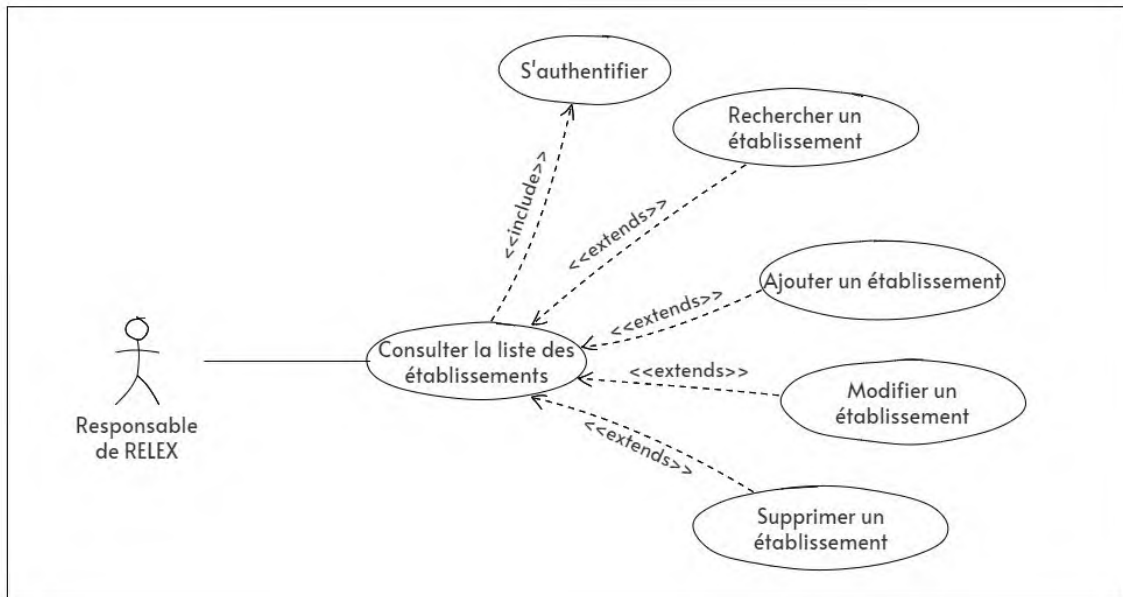 S'authentifier
Rechercher un
établissement
<<include>>
<<extends>>
Ajouter un établissement
<<extends>>
Consulter la liste des
établissements
<<extends>>
Modifier un
établissement
Responsable
de RELEX
<<extends>>
Supprimer un
établissement